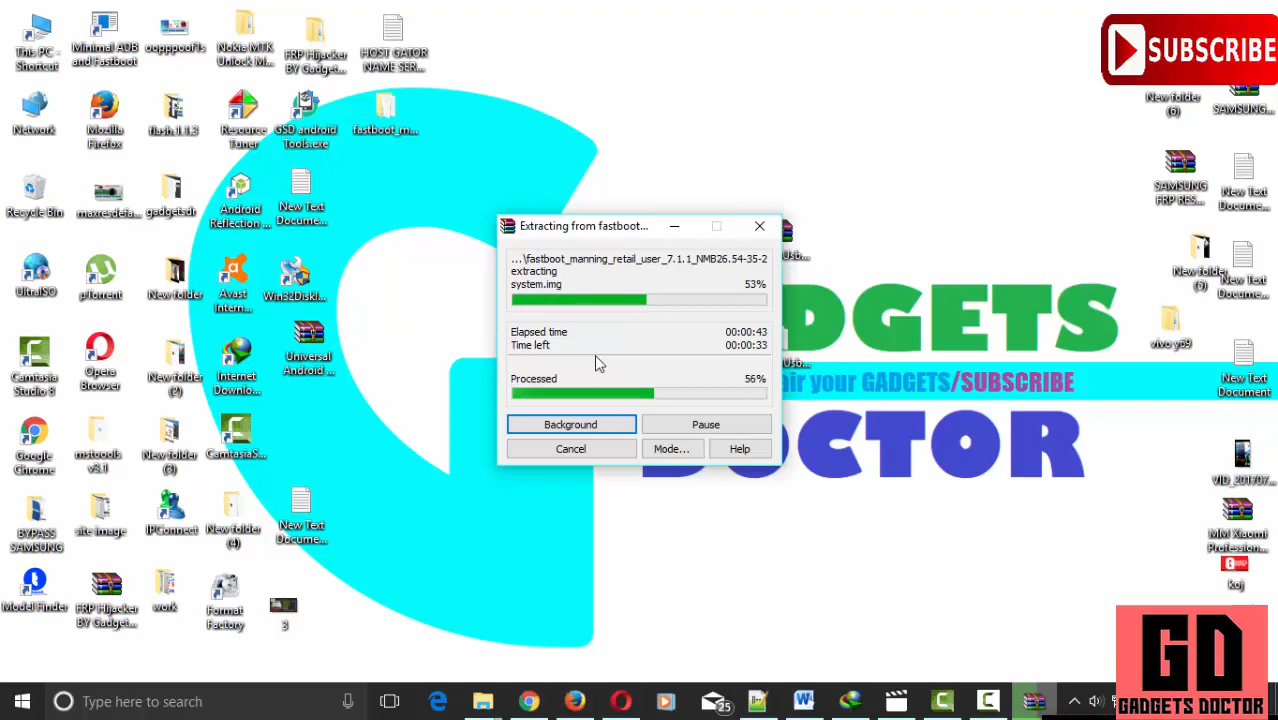 This PC -
Shortcut
Minimal ADB
and Fastboot
oopppoof1s
Nokia MTK
Unlock M...
FRP Hijacker
BY Gadget...
HOST GATOR
NAME SER...
SUBSCRIBE
Network
Mozilla
Firefox
flash.1.1.3
Resource
Tuner
GSD android
Tools.exe
fastboot_m...
New folder
(6)
SAMSUNG...
Recycle Bin
maxresdefa...
gadgetsdr
Android
Reflection ...
New Text
Docume...
SAMSUNG
FRP RES...
New Text
Docume...
UltraISO
µTorrent
New folder
Avast
Intern...
Win32DiskI...
New folder
(5)
New Text
Docume...
Camtasia
Studio 8
Opera
Browser
New folder
(2)
Internet
Downlo...
Universal
Android ...
vivo y69
New Text
Document
Google
Chrome
mstoools
v3.1
New folder
(3)
CamtasiaS...
VID_201707...
BYPASS
SAMSUNG
site image
IPConnect
New folder
(4)
New Text
Docume...
MM Xiaomi
Profession...
Model Finder
FRP Hijacker
BY Gadget...
work
Format
Factory
3
koj
Extracting from fastboot...
...\fastboot_manning_retail_user_7.1.1_NMB26.54-35-2
extracting
system.img 53%
Elapsed time 00:00:43
Time left 00:00:33
Processed 56%
Background Pause
Cancel Mode... Help
DGETS
air your GADGETS/SUBSCRIBE
DOCTOR
GD
GADGETS DOCTOR
Type here to search
25